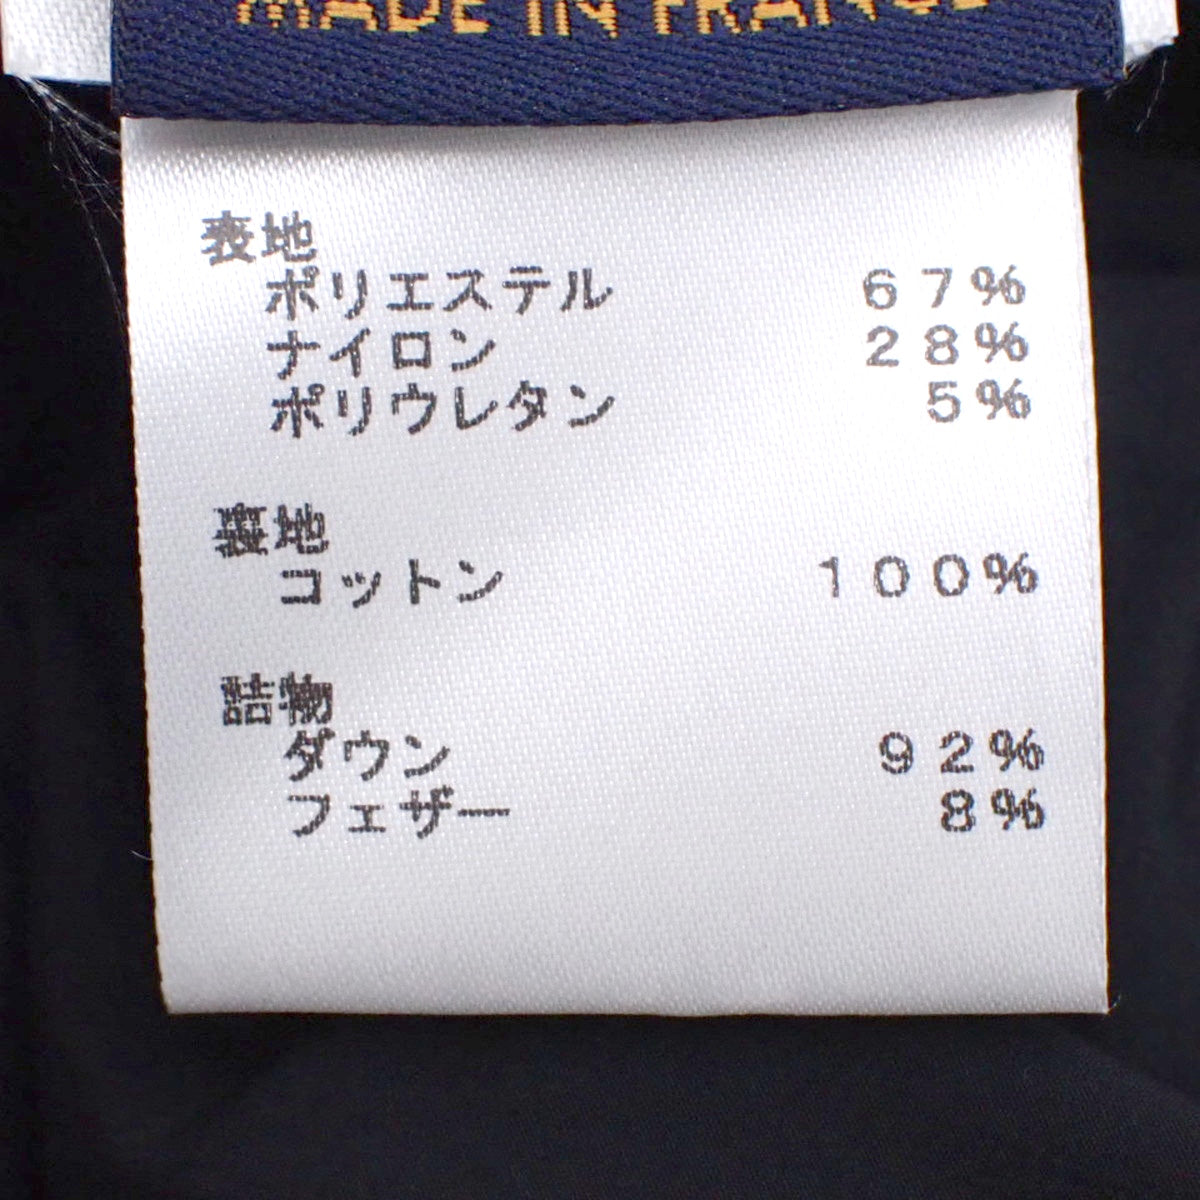 MADE IN FRANCE
表地
ポリエステル 67%
ナイロン 28%
ポリウレタン 5%
裏地
コットン 100%
詰物
ダウン 92%
フェザー 8%